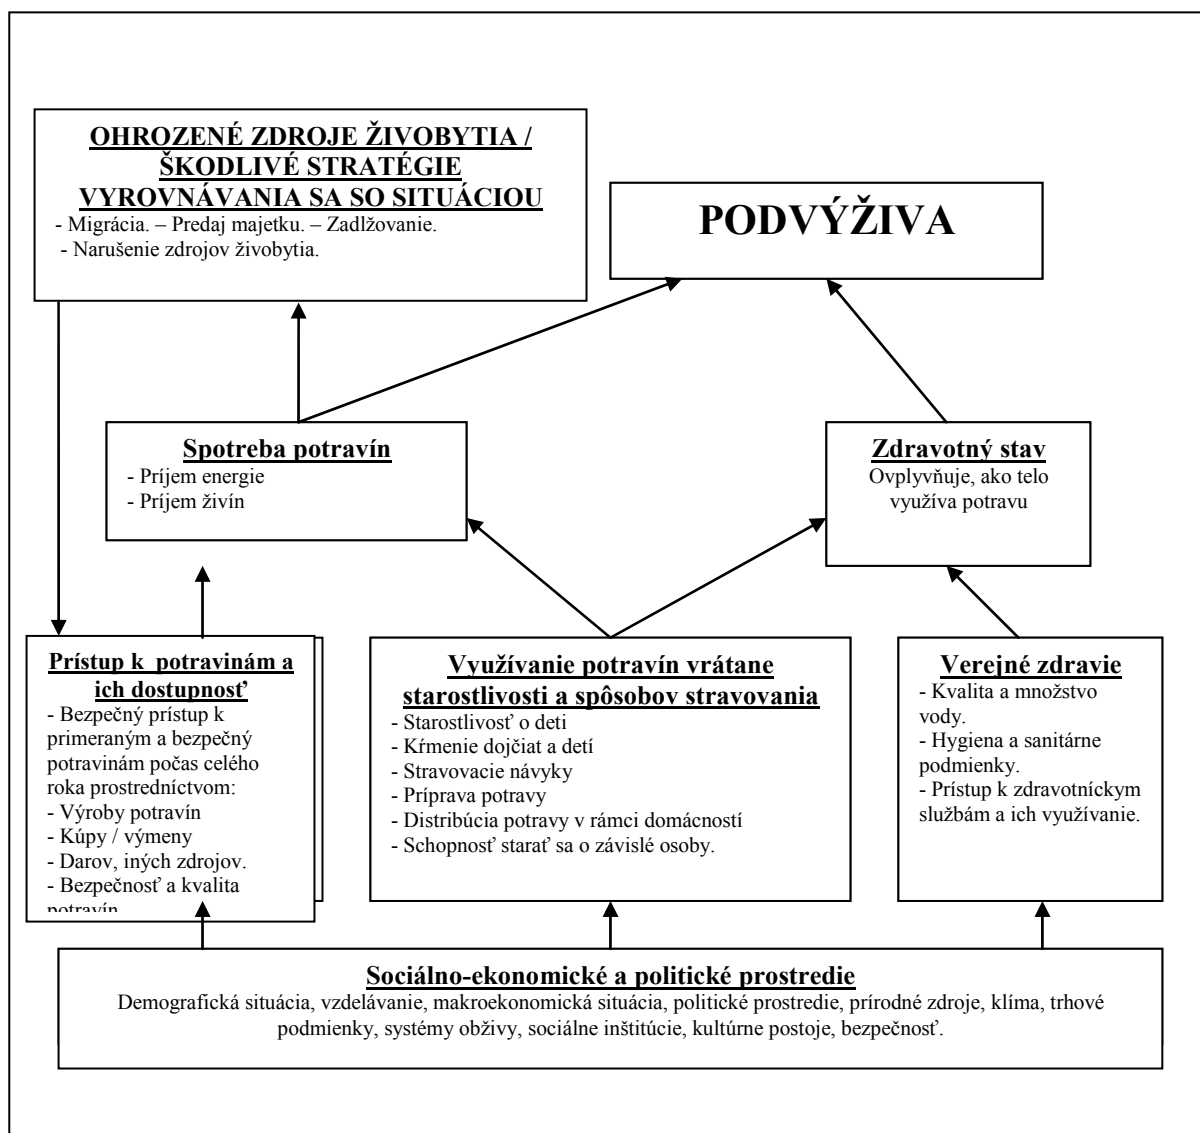 OHROZENÉ ZDROJE ŽIVOBYTIA /
ŠKODLIVÉ STRATÉGIE
VYROVNÁVANIA SA SO SITUÁCIOU
- Migrácia. – Predaj majetku. – Zadlžovanie.
- Narušenie zdrojov živobytia.
PODVÝŽIVA
Spotreba potravín
- Príjem energie
- Príjem živín
Zdravotný stav
Ovplyvňuje, ako telo
využíva potravu
Prístup k potravinám a
ich dostupnosť
- Bezpečný prístup k
primeraným a bezpečný
potravinám počas celého
roka prostredníctvom:
- Výroby potravín
- Kúpy / výmeny
- Darov, iných zdrojov.
- Bezpečnosť a kvalita
potravín
Využívanie potravín vrátane
starostlivosti a spôsobov stravovania
- Starostlivosť o deti
- Kŕmenie dojčiat a detí
- Stravovacie návyky
- Príprava potravy
- Distribúcia potravy v rámci domácností
- Schopnosť starať sa o závislé osoby.
Verejné zdravie
- Kvalita a množstvo
vody.
- Hygiena a sanitárne
podmienky.
- Prístup k zdravotníckym
službám a ich využívanie.
Sociálno-ekonomické a politické prostredie
Demografická situácia, vzdelávanie, makroekonomická situácia, politické prostredie, prírodné zdroje, klíma, trhové
podmienky, systémy obživy, sociálne inštitúcie, kultúrne postoje, bezpečnosť.